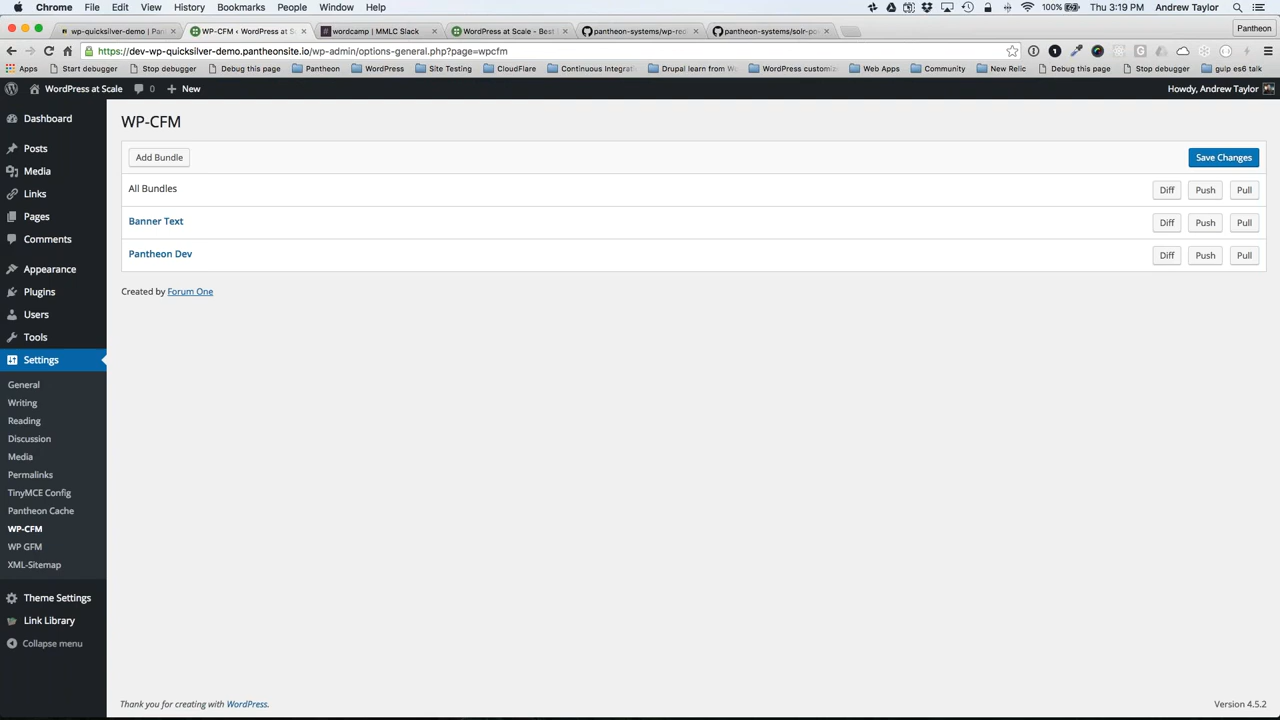 Chrome File Edit View History Bookmarks People Window Help 100% Thu 3:19 PM Andrew Taylor
wp-quicksilver-demo | Pan WP-CFM ‹ WordPress at S wordcamp | MMLC Slack WordPress at Scale - Best pantheon-systems/wp-red pantheon-systems/solr-po Pantheon
https://dev-wp-quicksilver-demo.pantheonsite.io/wp-admin/options-general.php?page=wpcfm
Apps Start debugger Stop debugger Debug this page Pantheon WordPress Site Testing CloudFlare Continuous Integrati Drupal learn from We WordPress customiz Web Apps Community New Relic Debug this page Stop debugger gulp es6 talk
WordPress at Scale 0 New Howdy, Andrew Taylor
Dashboard
Posts
Media
Links
Pages
Comments
Appearance
Plugins
Users
Tools
Settings
General
Writing
Reading
Discussion
Media
Permalinks
TinyMCE Config
Pantheon Cache
WP-CFM
WP GFM
XML-Sitemap
Theme Settings
Link Library
Collapse menu
WP-CFM
Add Bundle Save Changes
All Bundles Diff Push Pull
Banner Text Diff Push Pull
Pantheon Dev Diff Push Pull
Created by Forum One
Thank you for creating with WordPress. Version 4.5.2